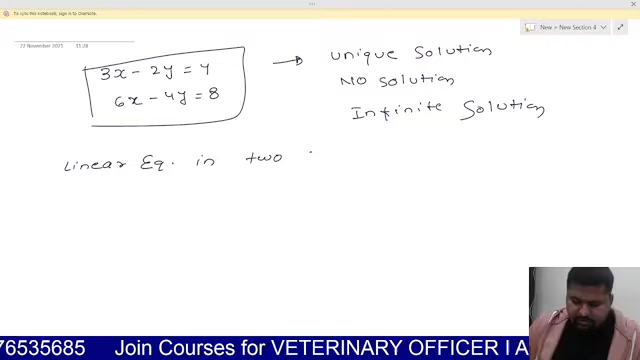 To sync this notebook, sign in to OneNote.
New » New Section 4
22 November 2021 11:28
3x - 2y = 4
6x - 4y = 8
Unique Solution
No Solution
Infinite Solution
Linear Eq. in two
76535685 Join Courses for VETERINARY OFFICER I A